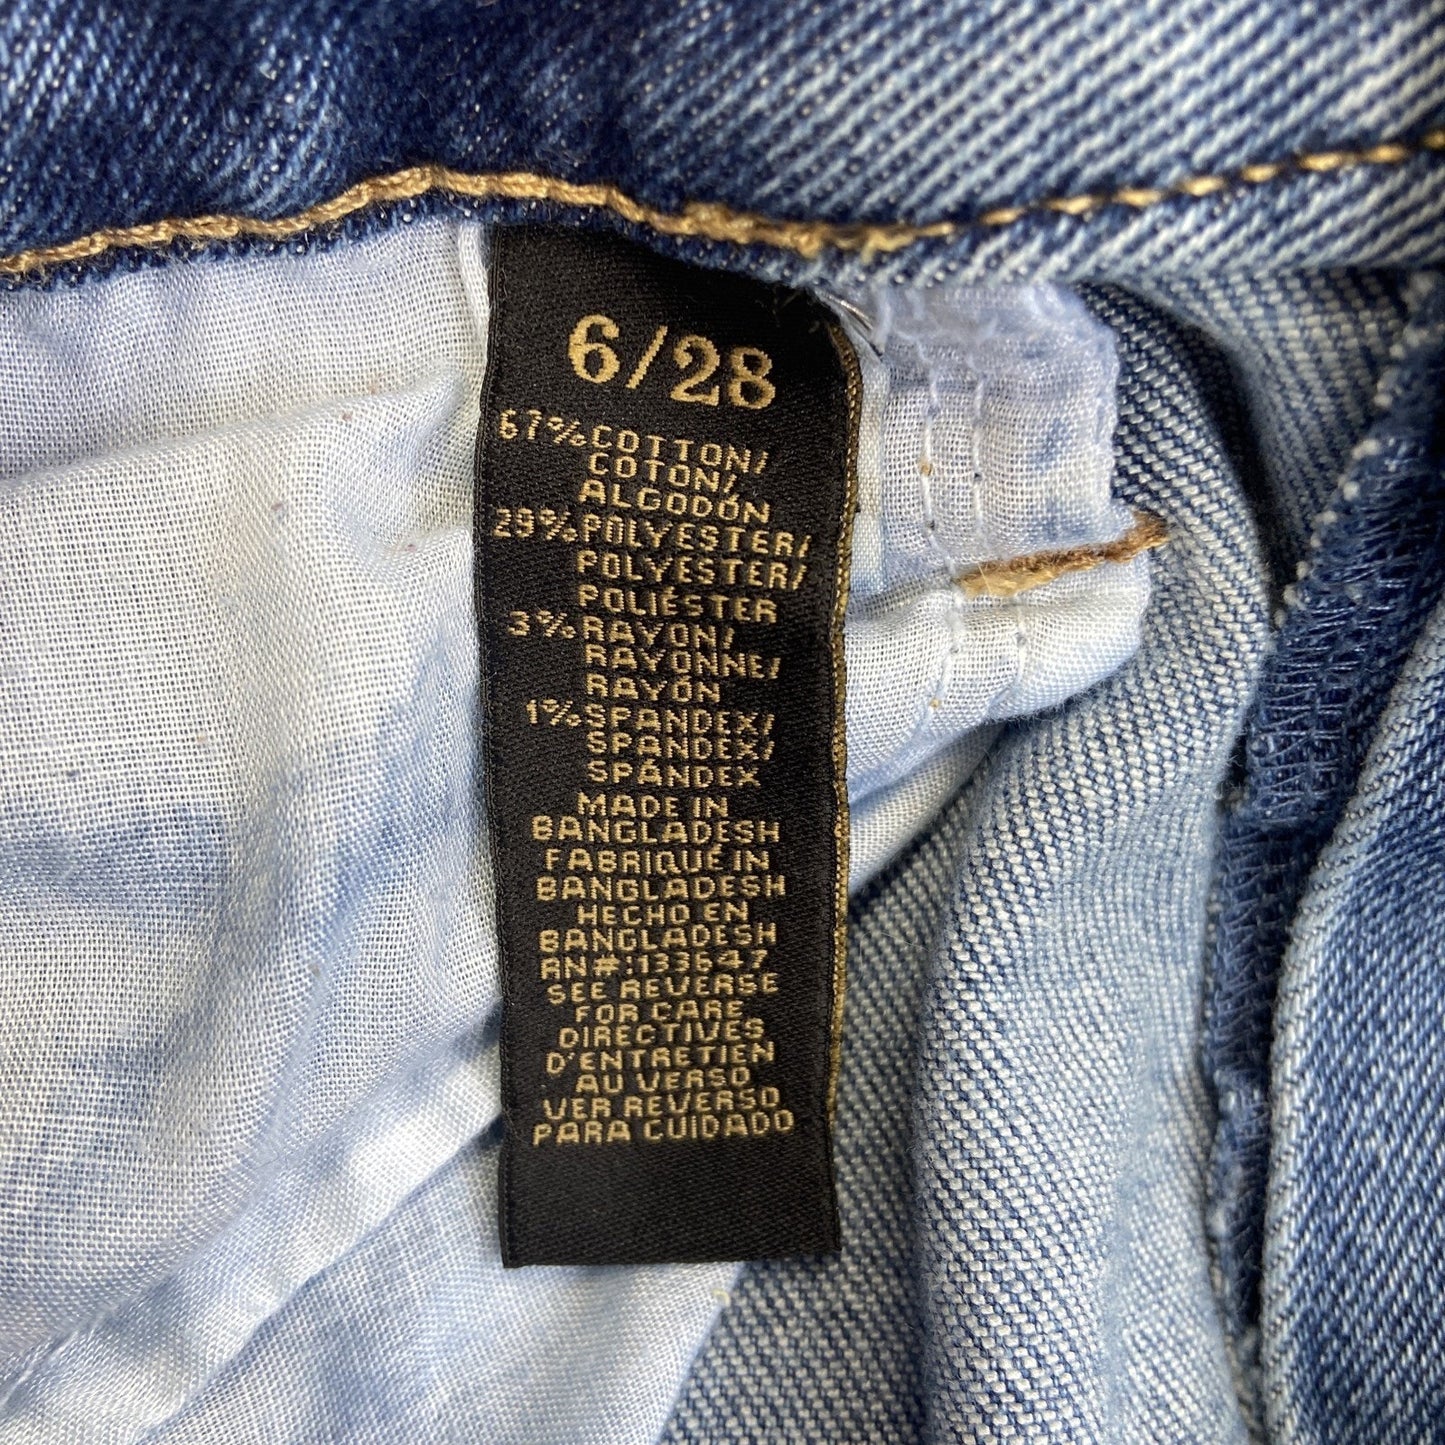 6/28
67% COTTON/
COTON/
ALGODÓN
29% POLYESTER/
POLYESTER/
POLIÉSTER
3% RAYON/
RAYONNE/
RAYÓN
1% SPANDEX/
SPANDEX/
SPÁNDEX
MADE IN
BANGLADESH
FABRIQUÉ IN
BANGLADESH
HECHO EN
BANGLADESH
RN#:133647
SEE REVERSE
FOR CARE
DIRECTIVES
D'ENTRETIEN
AU VERSO
VER REVERSO
PARA CUIDADO